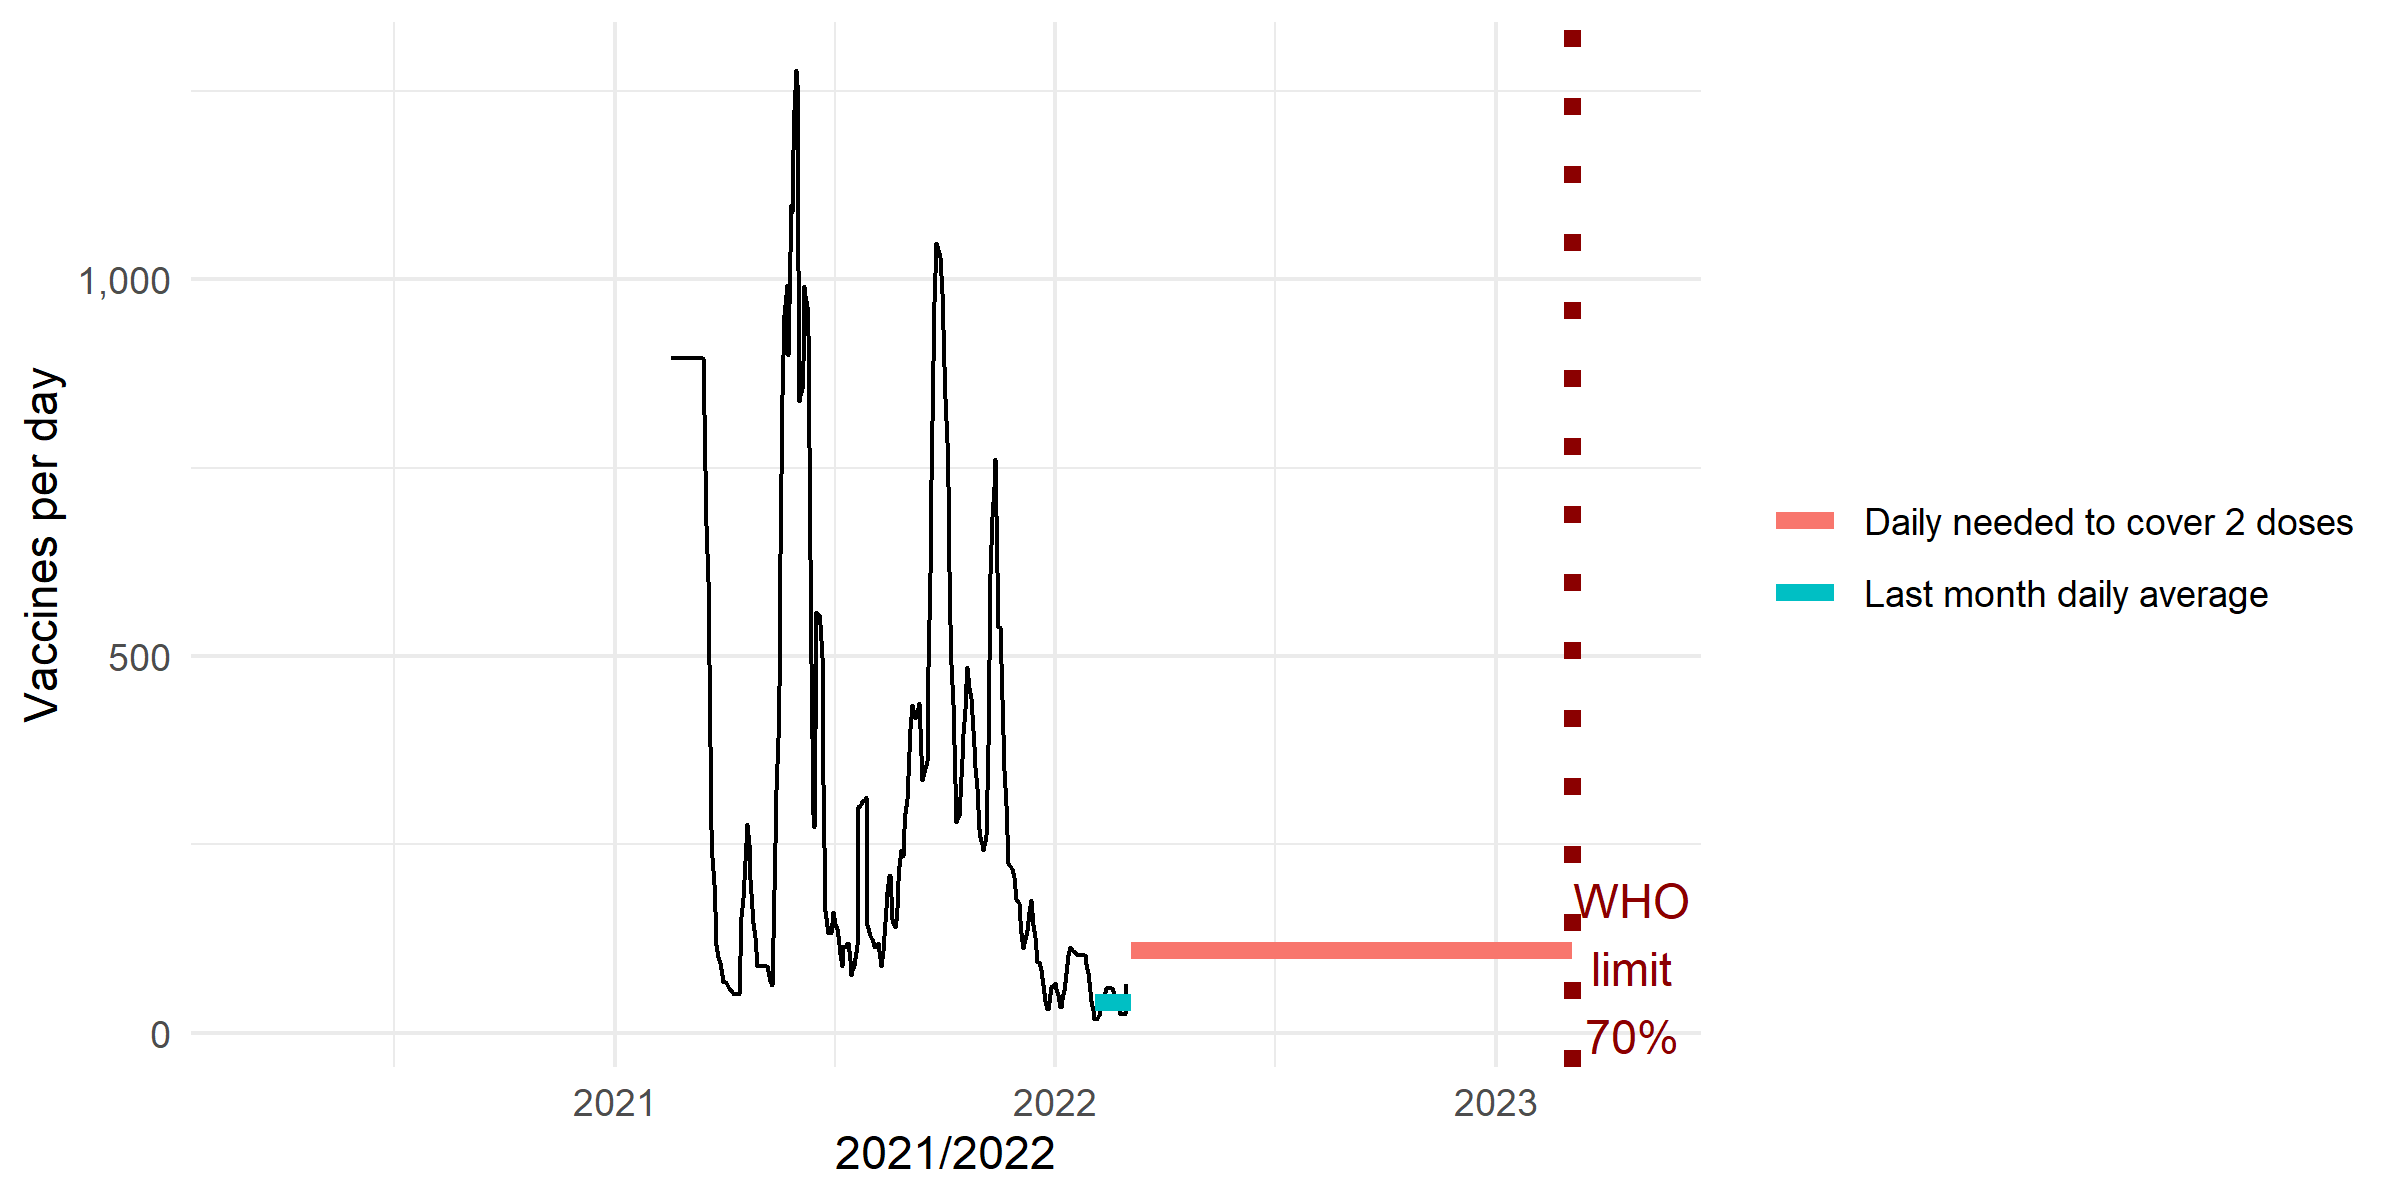 Vaccines per day
1,000
500
0
2021
2022
2023
2021/2022
WHO
limit
70%
Daily needed to cover 2 doses
Last month daily average